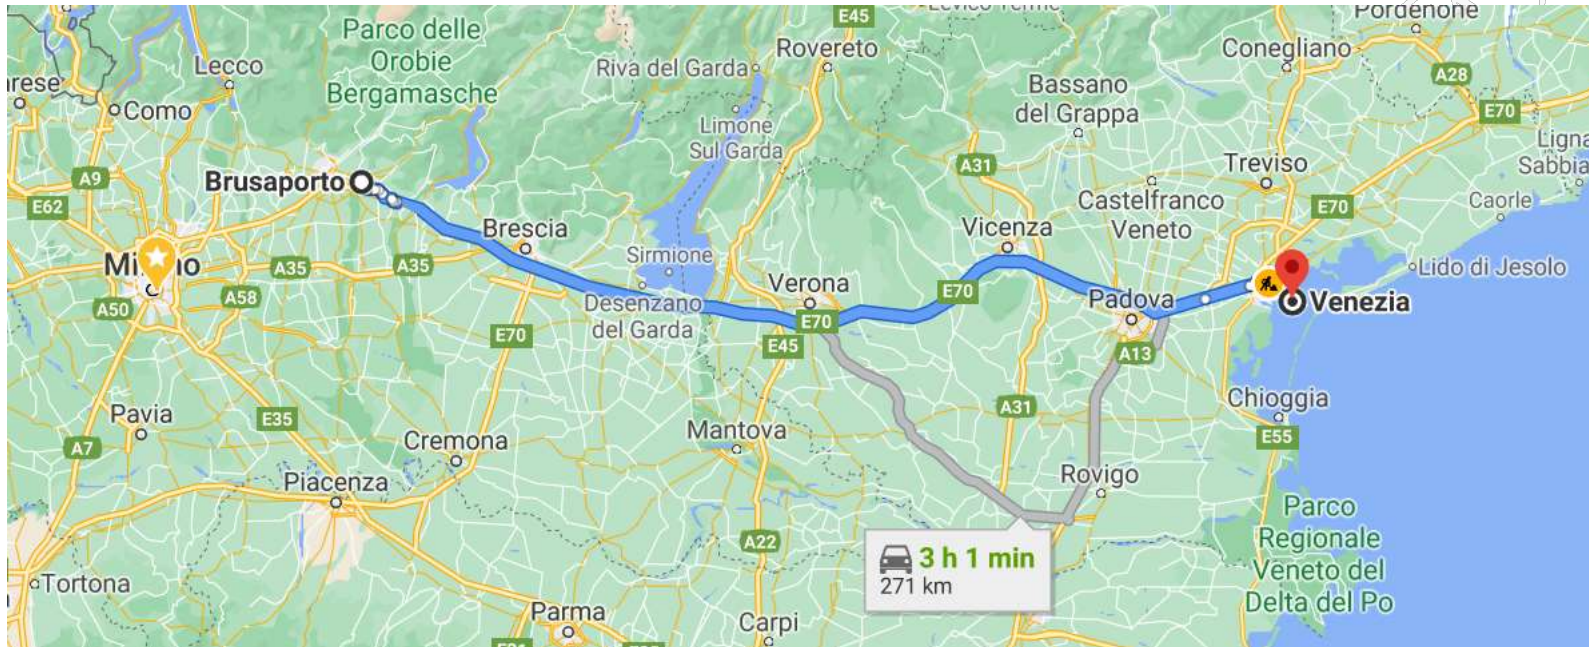 E45
Levico Terme
Pordenone
Parco delle
Orobie
Bergamasche
Lecco
Rovereto
Conegliano
Riva del Garda
A28
arese
Como
Bassano
del Grappa
E70
Limone
Sul Garda
Ligna
Sabbia
A31
Treviso
A9
Brusaporto
Castelfranco
Veneto
Caorle
E62
E70
Brescia
Vicenza
Sirmione
Milano
A35
A35
Lido di Jesolo
Verona
A50
A58
Desenzano
del Garda
E70
Padova
Venezia
E70
E70
E45
A13
Pavia
E35
A31
Chioggia
A7
Cremona
Mantova
E55
Piacenza
Rovigo
Parco
Regionale
Veneto del
Delta del Po
A22
3 h 1 min
271 km
Tortona
Parma
Carpi